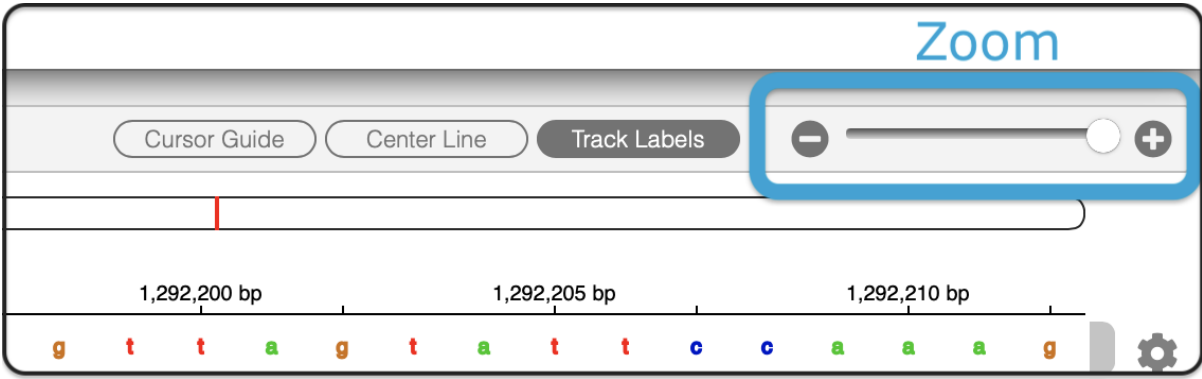 Zoom
Cursor Guide Center Line Track Labels
1,292,200 bp 1,292,205 bp 1,292,210 bp
g t t a g t a t t c c a a a g